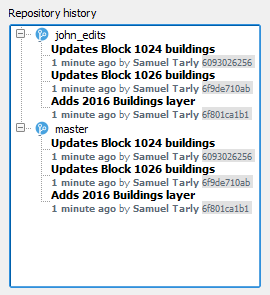 Repository history
john_edits
Updates Block 1024 buildings
1 minute ago by Samuel Tarly 6093026256
Updates Block 1026 buildings
1 minute ago by Samuel Tarly 6f9de710ab
Adds 2016 Buildings layer
1 minute ago by Samuel Tarly 6f801ca1b1
master
Updates Block 1024 buildings
1 minute ago by Samuel Tarly 6093026256
Updates Block 1026 buildings
1 minute ago by Samuel Tarly 6f9de710ab
Adds 2016 Buildings layer
1 minute ago by Samuel Tarly 6f801ca1b1